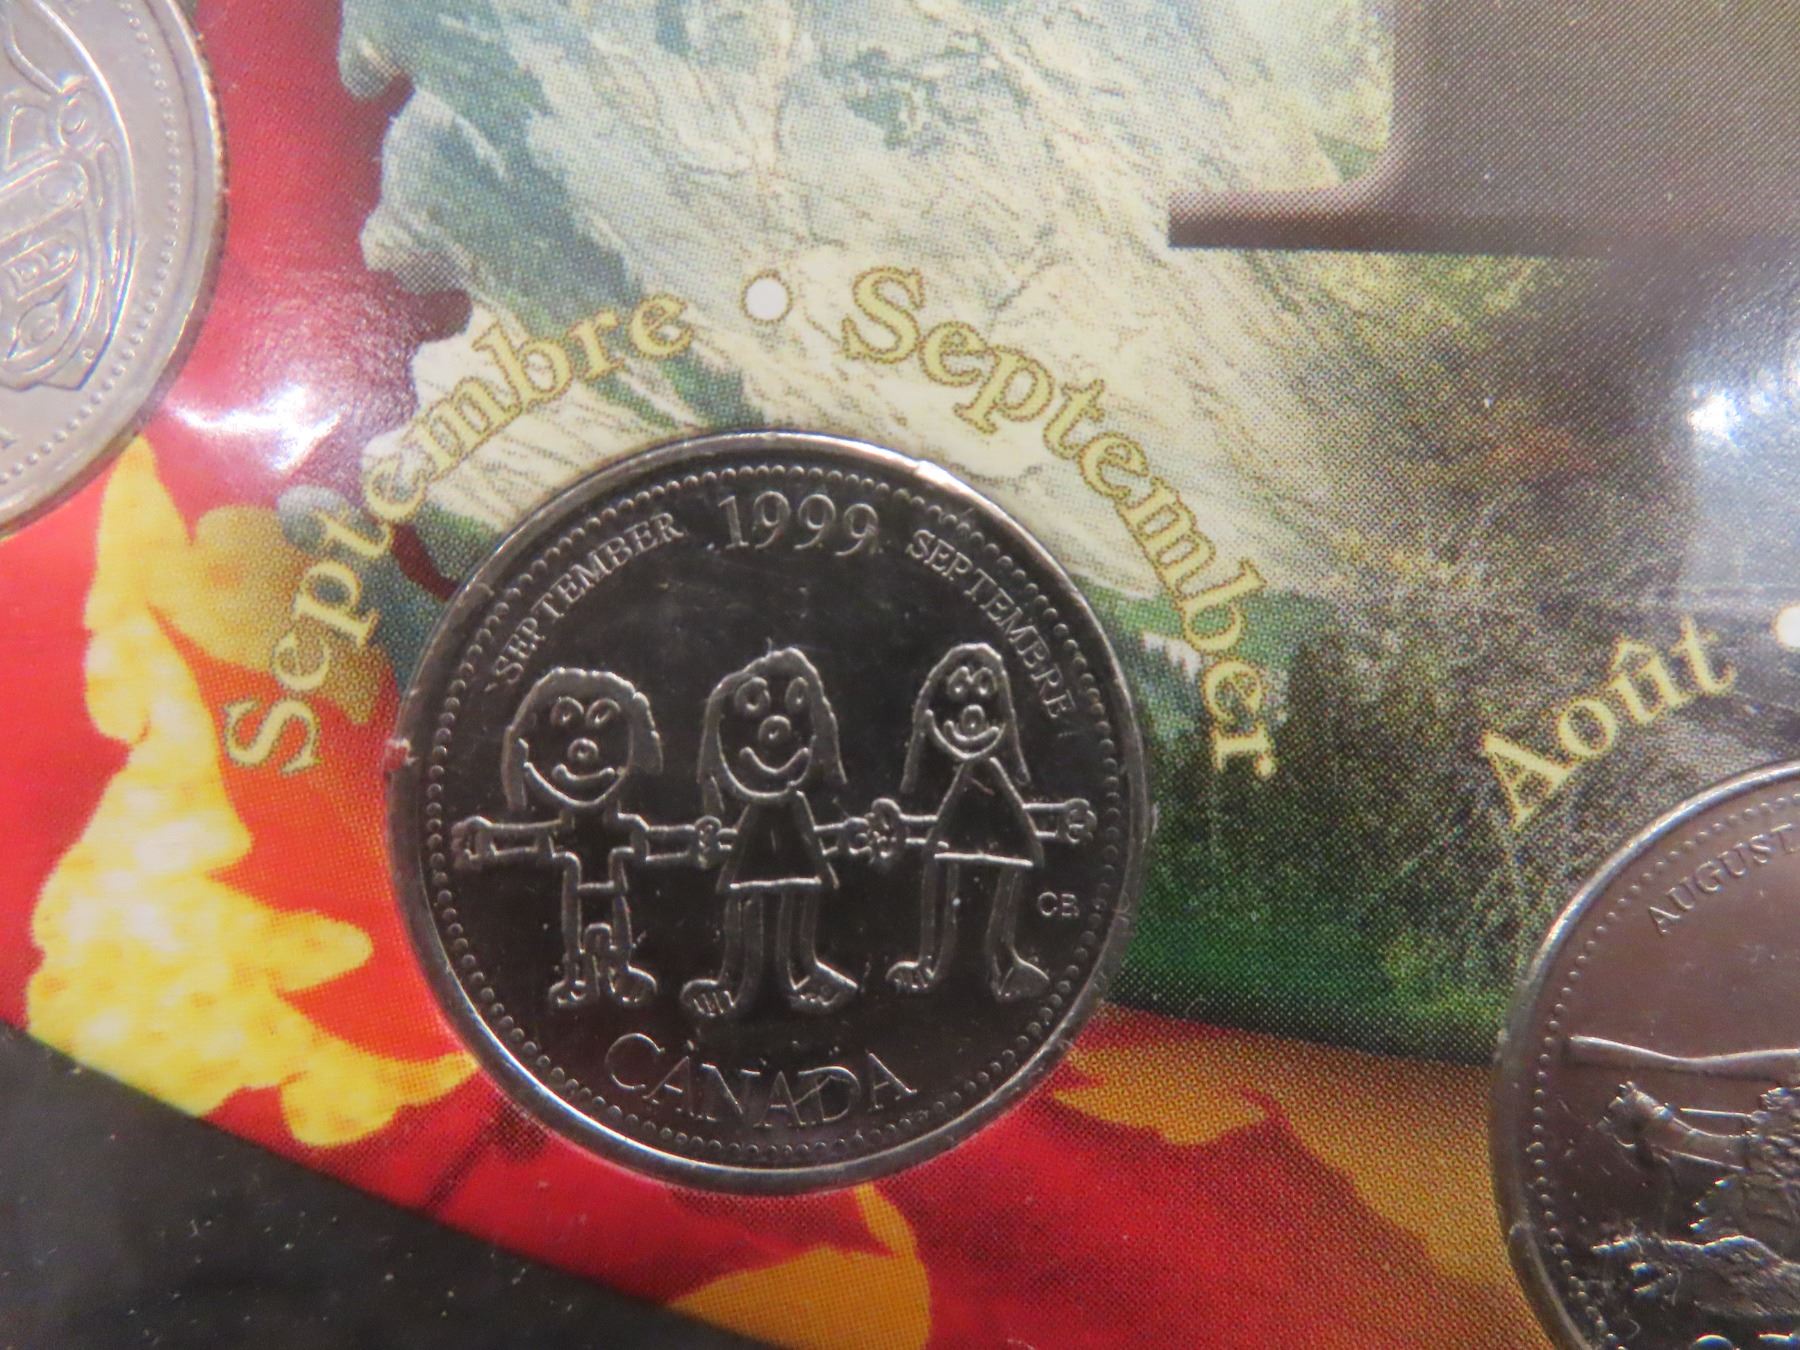 Septembre • September
SEPTEMBER 1999 SEPTEMBRE
CB
CANADA
Août
AUGUST